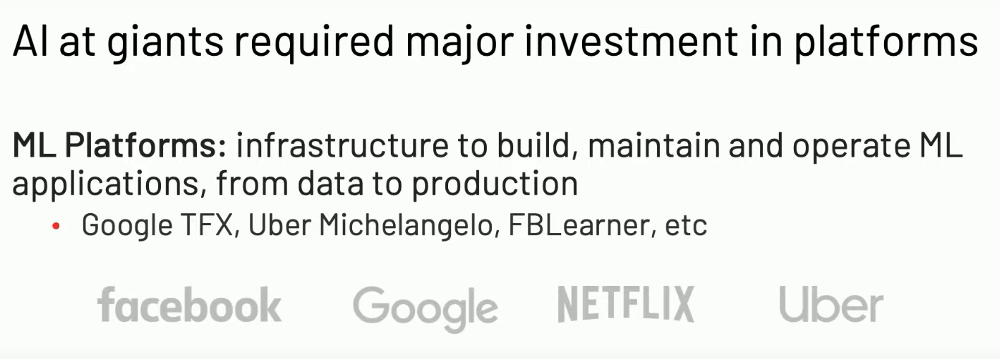 AI at giants required major investment in platforms
ML Platforms: infrastructure to build, maintain and operate ML
applications, from data to production
• Google TFX, Uber Michelangelo, FBLearner, etc
facebook Google NETFLIX Uber